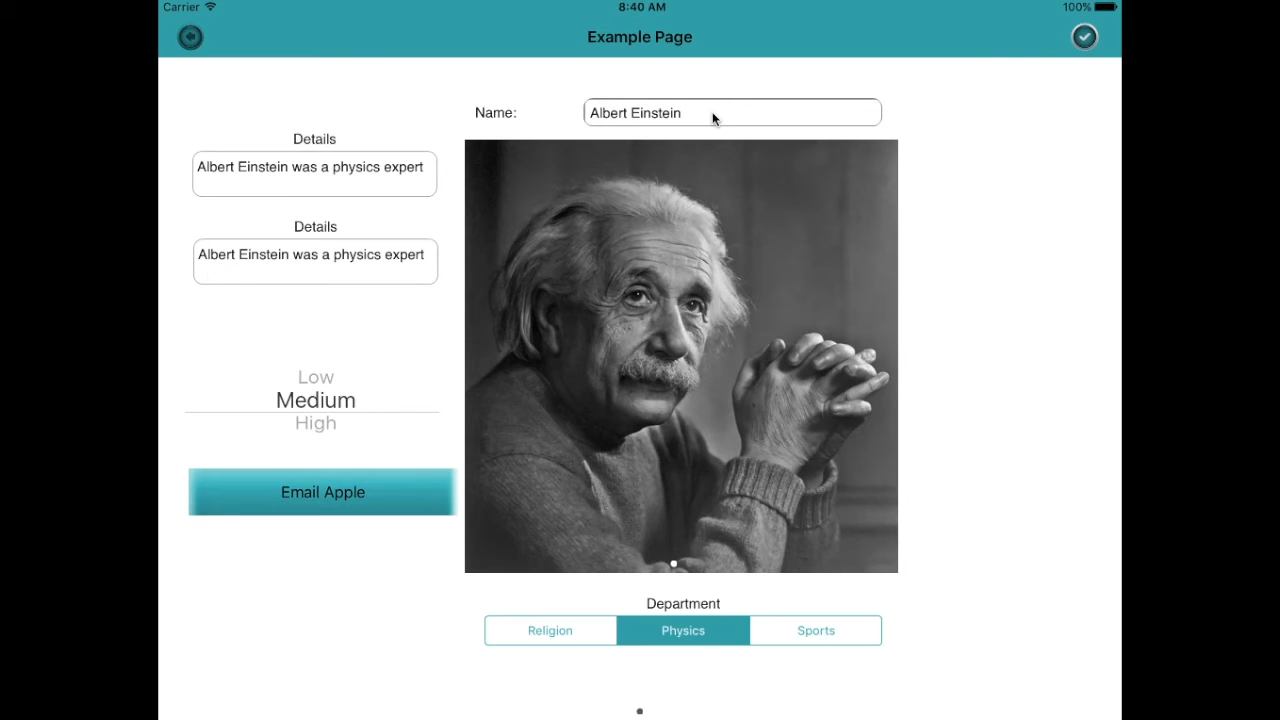 Carrier 8:40 AM 100%
Example Page
Name: Albert Einstein
Details
Albert Einstein was a physics expert
Details
Albert Einstein was a physics expert
Low
Medium
High
Email Apple
Department
Religion Physics Sports